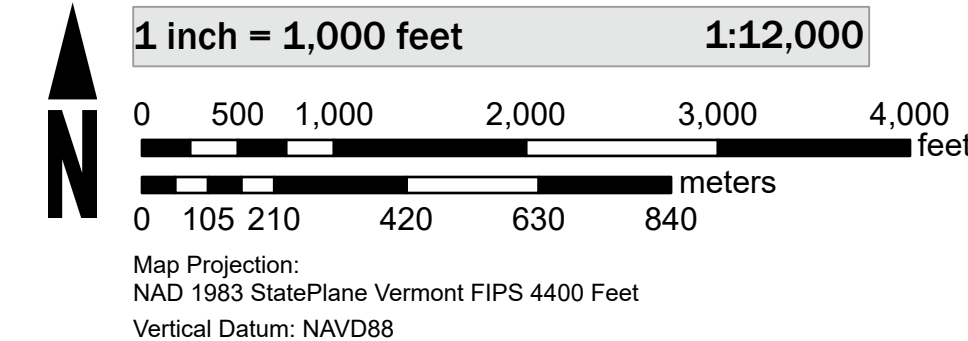 1 inch = 1,000 feet 1:12,000
0 500 1,000 2,000 3,000 4,000
feet
N
meters
0 105 210 420 630 840
Map Projection:
NAD 1983 StatePlane Vermont FIPS 4400 Feet
Vertical Datum: NAVD88